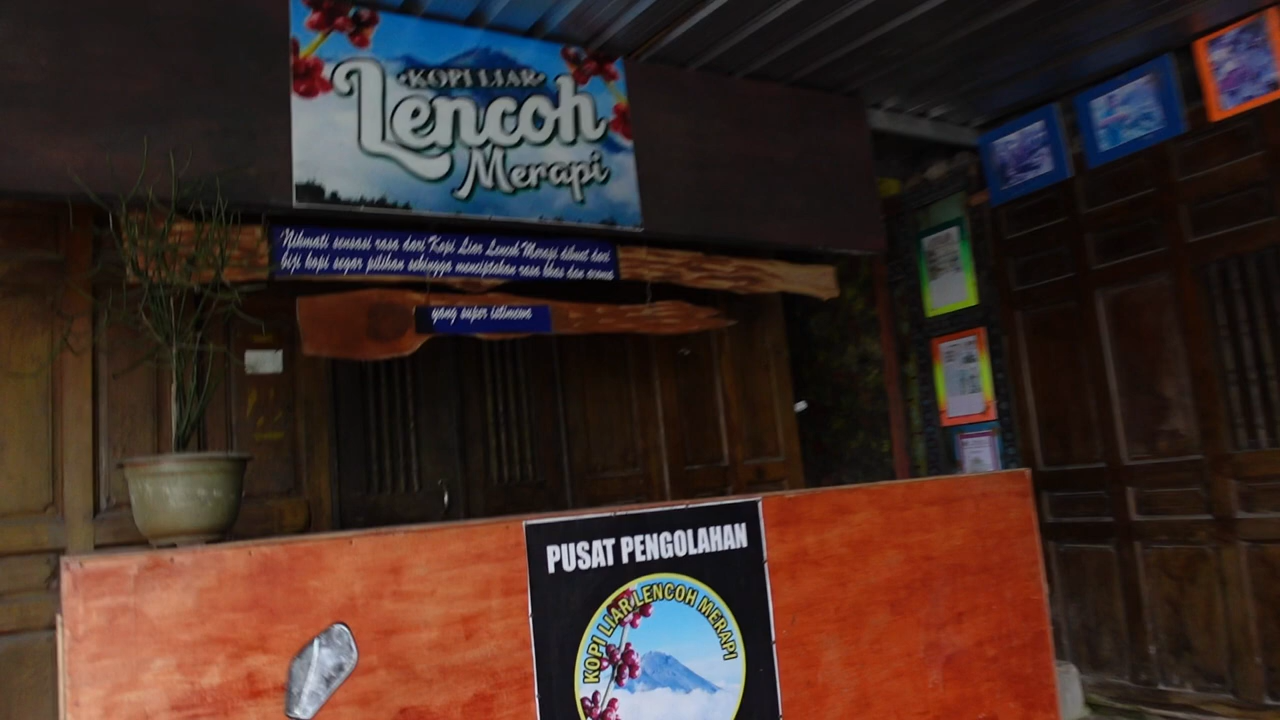 KOPI LIAR
Lencoh
Merapi
Nikmati sensasi rasa dari Kopi Liar Lencoh Merapi dibuat dari
biji kopi segar pilihan sehingga menciptakan rasa khas dan aroma
yang super istimewa
PUSAT PENGOLAHAN
KOPI LIAR LENCOH MERAPI